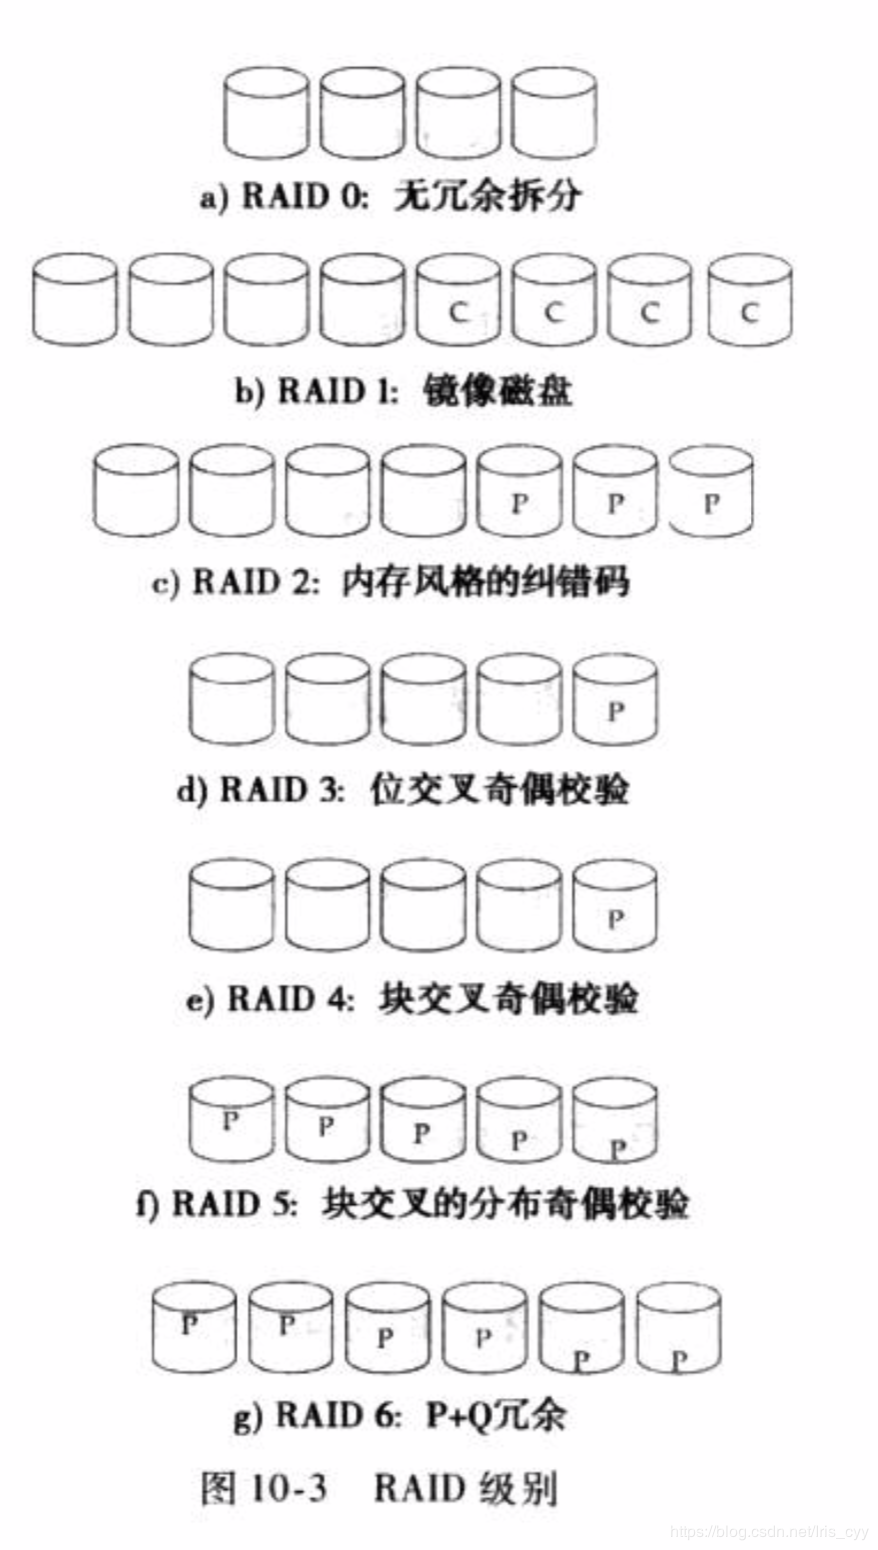 a) RAID 0: 无冗余拆分
C C C C
b) RAID 1: 镜像磁盘
P P P
c) RAID 2: 内存风格的纠错码
P
d) RAID 3: 位交叉奇偶校验
P
e) RAID 4: 块交叉奇偶校验
P P P P P
f) RAID 5: 块交叉的分布奇偶校验
P P P P P P
g) RAID 6: P+Q冗余
图 10-3 RAID 级别
https://blog.csdn.net/Iris_cyy